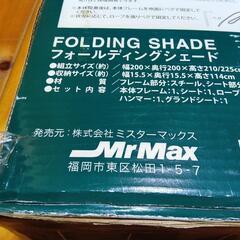 FOLDING SHADE
フォールディングシェード
●組立サイズ(約)/幅200×奥行200×高さ210/225cm
●収納サイズ(約)/幅15.5×奥行15.5×高さ114cm
●材質/フレーム部分:スチール、シート部
●セット内容/本体フレーム:1、シート:1、ロープ
ハンマー:1、グランドシート:1
発売元:株式会社ミスターマックス
MrMax
福岡市東区松田1-5-7